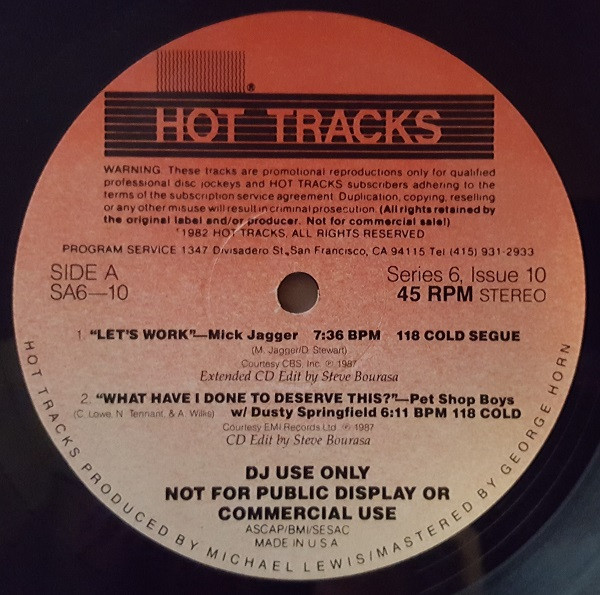 ®
HOT TRACKS
WARNING: These tracks are promotional reproductions only for qualified
professional disc jockeys and HOT TRACKS subscribers adhering to the
terms of the subscription service agreement. Duplication, copying, reselling
or any other misuse will result in criminal prosecution. (All rights retained by
the original label and/or producer. Not for commercial sale!)
©1982 HOT TRACKS, ALL RIGHTS RESERVED
PROGRAM SERVICE 1347 Divisadero St., San Francisco, CA 94115 Tel (415) 931-2933
SIDE A Series 6, Issue 10
SA6—10 45 RPM STEREO
1. "LET'S WORK"—Mick Jagger 7:36 BPM 118 COLD SEGUE
(M. Jagger/D. Stewart)
Courtesy CBS, Inc. ℗ 1987
Extended CD Edit by Steve Bourasa
2. "WHAT HAVE I DONE TO DESERVE THIS?"—Pet Shop Boys
(C. Lowe, N. Tennant, & A. Willis) w/ Dusty Springfield 6:11 BPM 118 COLD
Courtesy EMI Records Ltd. ℗ 1987
CD Edit by Steve Bourasa
DJ USE ONLY
NOT FOR PUBLIC DISPLAY OR
COMMERCIAL USE
ASCAP/BMI/SESAC
MADE IN U.S.A
HOT TRACKS PRODUCED BY MICHAEL LEWIS/MASTERED BY GEORGE HORN